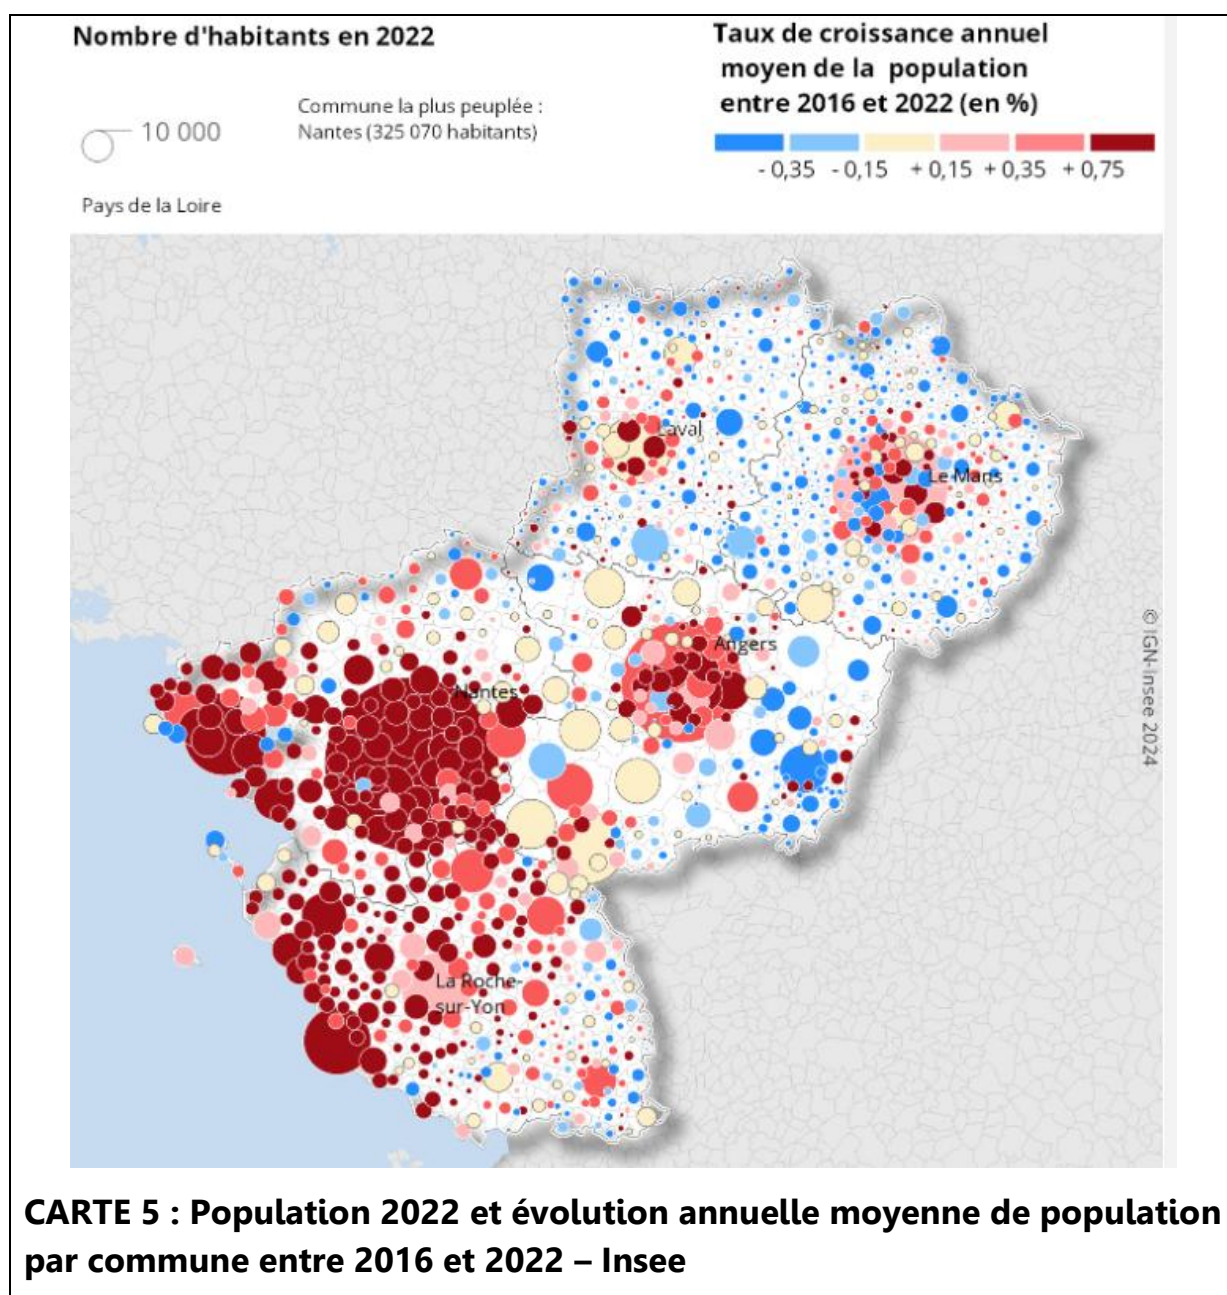 Nombre d'habitants en 2022
10 000
Commune la plus peuplée :
Nantes (325 070 habitants)
Pays de la Loire
Taux de croissance annuel
moyen de la population
entre 2016 et 2022 (en %)
- 0,35 - 0,15 + 0,15 + 0,35 + 0,75
Laval
Le Mans
Angers
Nantes
La Roche-
sur-Yon
© IGN-Insee 2024
CARTE 5 : Population 2022 et évolution annuelle moyenne de population
par commune entre 2016 et 2022 – Insee